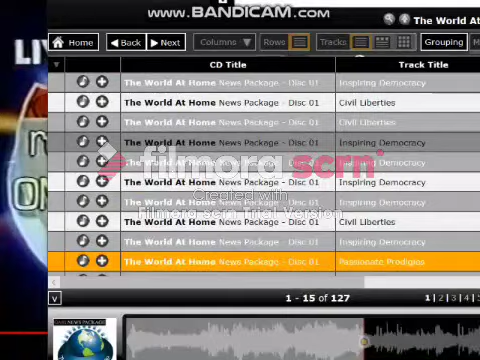 www.BANDICAM.com
The World At
Home Back Next Columns Rows Tracks Grouping M
CD Title Track Title
The World At Home News Package - Disc 01 Inspiring Democracy
The World At Home News Package - Disc 01 Civil Liberties
The World At Home News Package - Disc 01 Civil Liberties
The World At Home News Package - Disc 01 Inspiring Democracy
The World At Home News Package - Disc 01 Inspiring Democracy
filmora scrn
The World At Home News Package - Disc 01 Inspiring Democracy
Created with
The World At Home News Package - Disc 01 Inspiring Democracy
Filmora scrn Trial Version
The World At Home News Package - Disc 01 Civil Liberties
The World At Home News Package - Disc 01 Inspiring Democracy
The World At Home News Package - Disc 01 Passionate Prodigies
v 1 - 15 of 127 1 | 2 | 3 | 4 |
LIV
ON